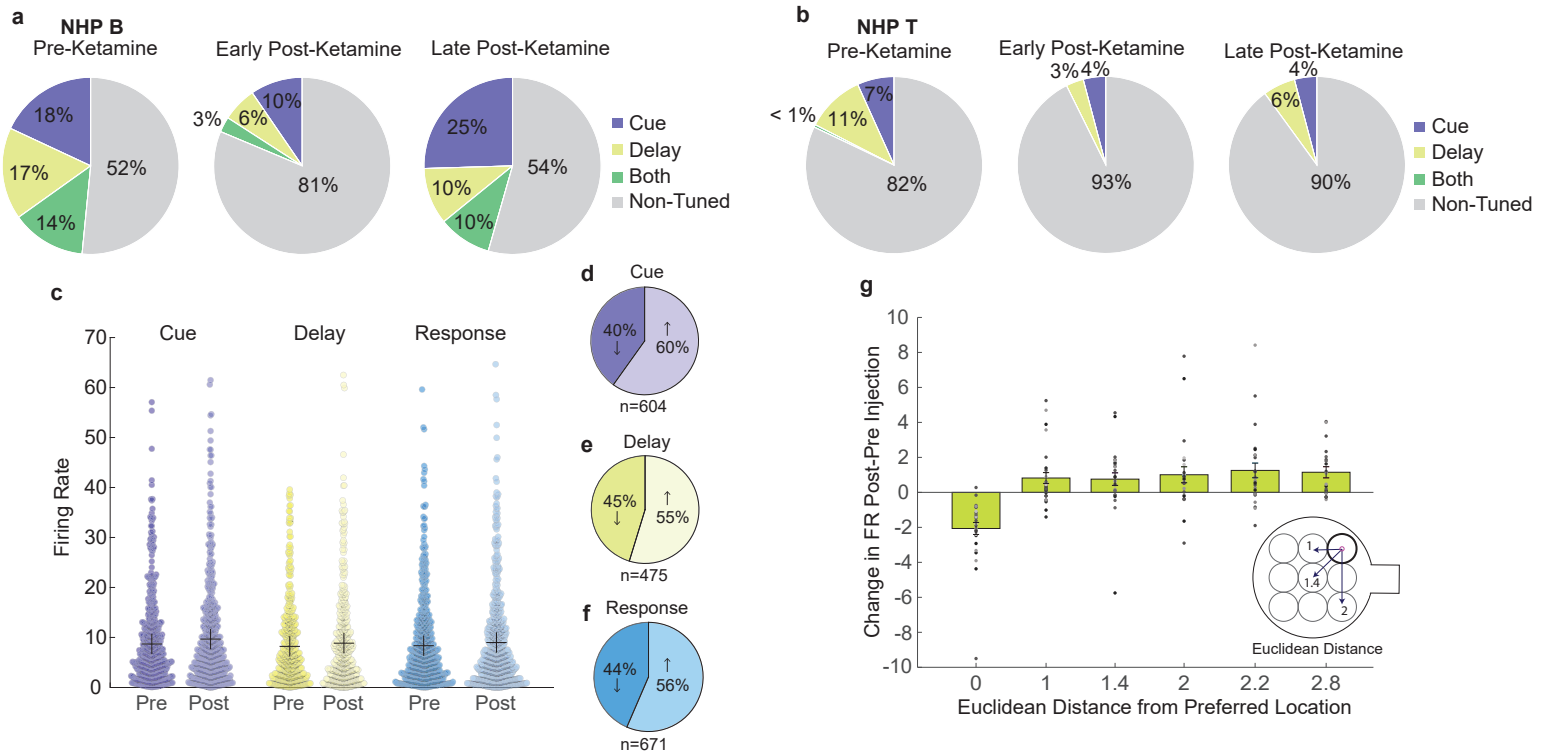 a
NHP B
Pre-Ketamine
Early Post-Ketamine
Late Post-Ketamine
18%
17%
14%
52%
3%
6%
10%
81%
25%
10%
10%
54%
Cue
Delay
Both
Non-Tuned
b
NHP T
Pre-Ketamine
Early Post-Ketamine
Late Post-Ketamine
< 1%
11%
7%
82%
3%
4%
93%
6%
4%
90%
Cue
Delay
Both
Non-Tuned
c
Cue
Delay
Response
Firing Rate
70
60
50
40
30
20
10
0
Pre
Post
Pre
Post
Pre
Post
d
Cue
40%
↓
↑
60%
n=604
e
Delay
45%
↓
↑
55%
n=475
f
Response
44%
↓
↑
56%
n=671
g
Change in FR Post-Pre Injection
10
8
6
4
2
0
-2
-4
-6
-8
-10
0
1
1.4
2
2.2
2.8
Euclidean Distance from Preferred Location
1
1.4
2
Euclidean Distance